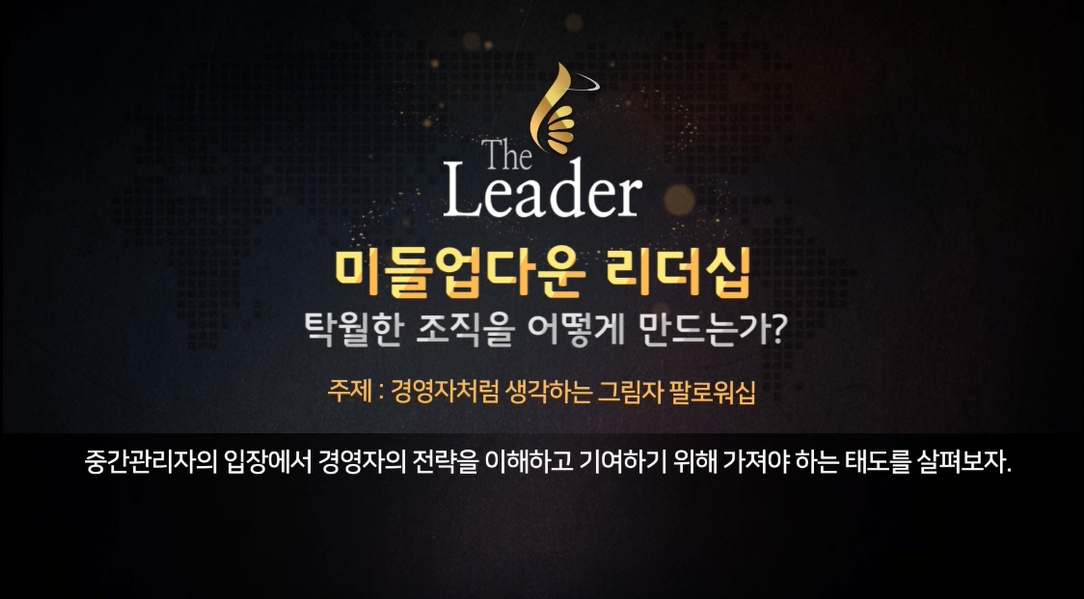 The
Leader
미들업다운 리더십
탁월한 조직을 어떻게 만드는가?
주제 : 경영자처럼 생각하는 그림자 팔로워십
중간관리자의 입장에서 경영자의 전략을 이해하고 기여하기 위해 가져야 하는 태도를 살펴보자.